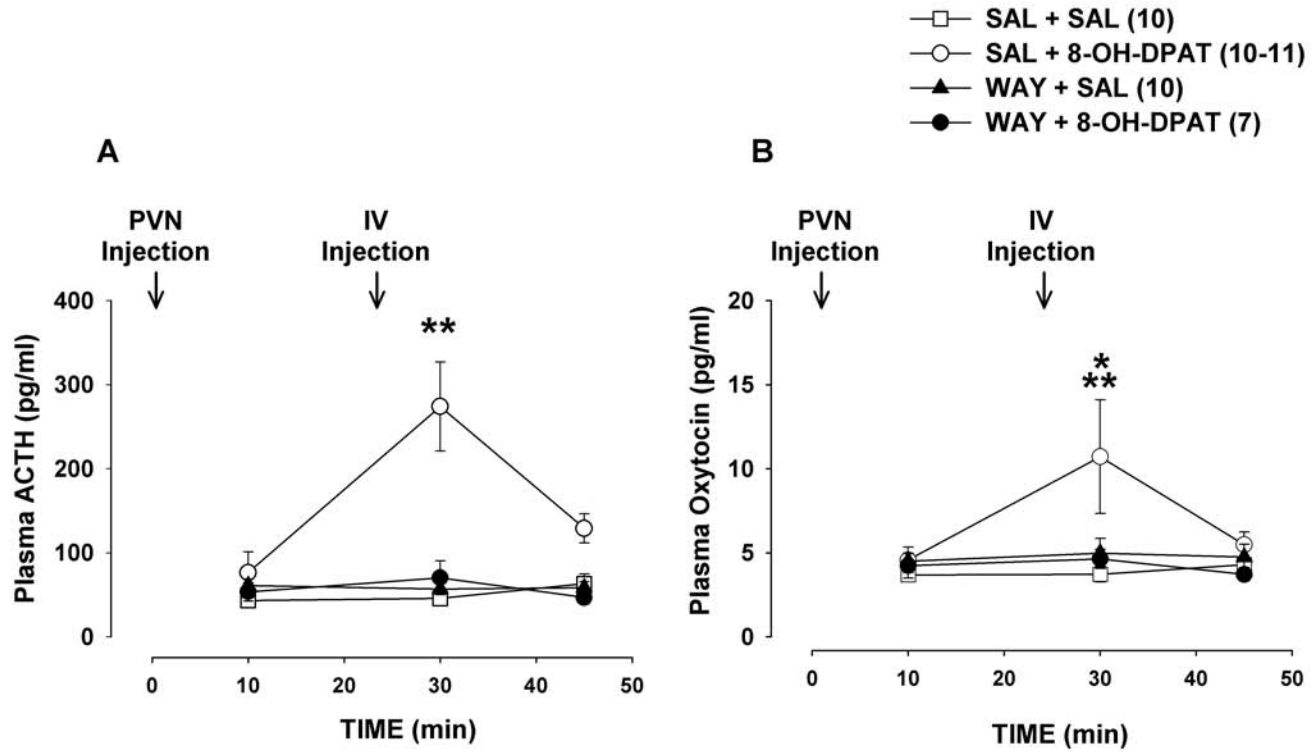 SAL + SAL (10)
SAL + 8-OH-DPAT (10-11)
WAY + SAL (10)
WAY + 8-OH-DPAT (7)
A
PVN
Injection
IV
Injection
**
Plasma ACTH (pg/ml)
400
300
200
100
0
0
10
20
30
40
50
TIME (min)
B
PVN
Injection
IV
Injection
*
**
Plasma Oxytocin (pg/ml)
20
15
10
5
0
0
10
20
30
40
50
TIME (min)